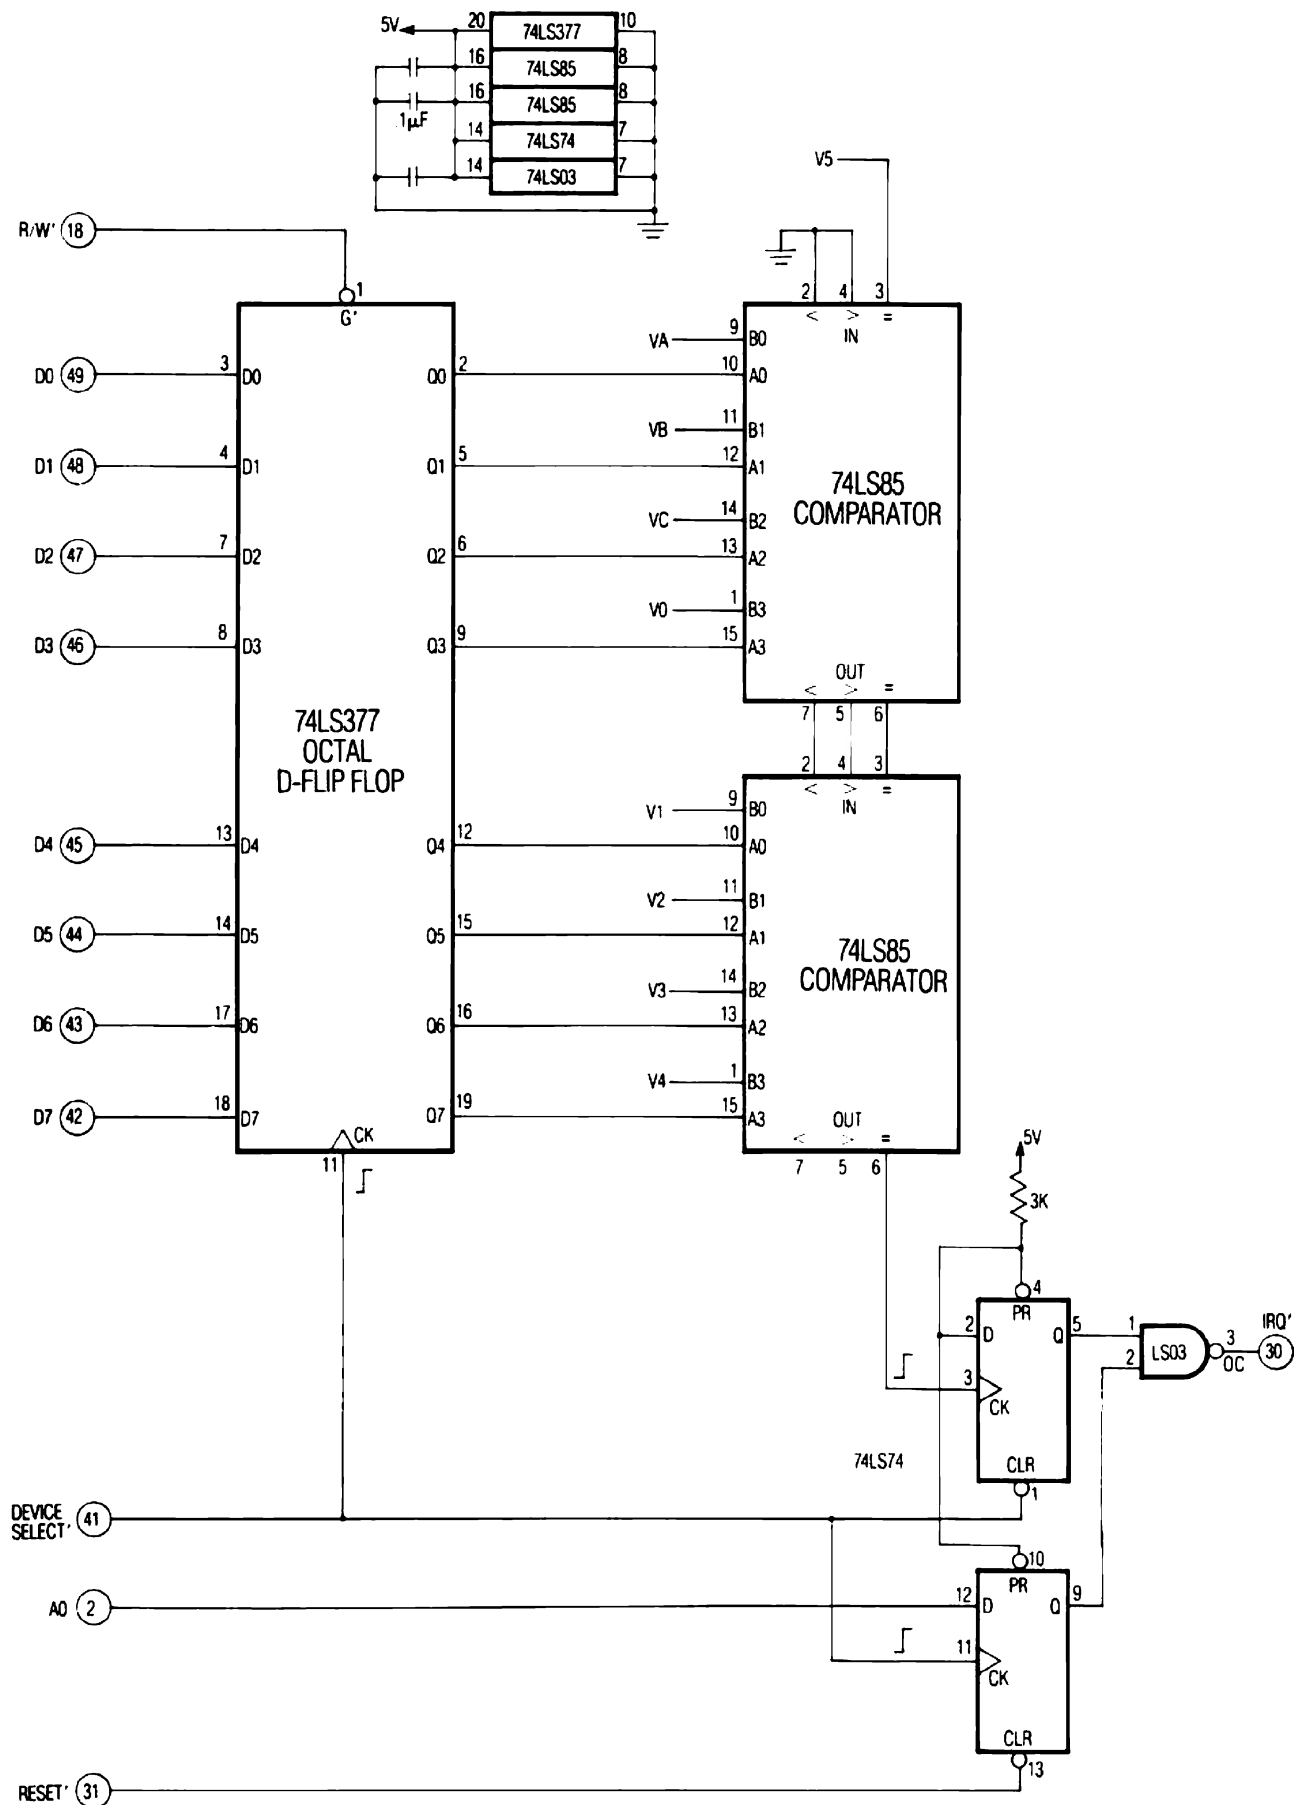 5V 20 74LS377 10
16 74LS85 8
16 74LS85 8
1µF
14 74LS74 7
14 74LS03 7
V5
R/W' 18
1
G'
2 4 3
< > =
IN
VA 9 B0
D0 49 3 D0 Q0 2 10 A0
VB 11 B1
D1 48 4 D1 Q1 5 12 A1
74LS85
COMPARATOR
VC 14 B2
D2 47 7 D2 Q2 6 13 A2
V0 1 B3
D3 46 8 D3 Q3 9 15 A3
OUT
< > =
7 5 6
74LS377
OCTAL
D-FLIP FLOP
2 4 3
< > =
IN
V1 9 B0
D4 45 13 D4 Q4 12 10 A0
V2 11 B1
D5 44 14 D5 Q5 15 12 A1
74LS85
COMPARATOR
V3 14 B2
D6 43 17 D6 Q6 16 13 A2
V4 1 B3
D7 42 18 D7 Q7 19 15 A3
CK
11
OUT
< > =
7 5 6
5V
3K
4
PR
2 D Q 5
1 LS03 3 IRQ'
2 OC 30
3
CK
74LS74
CLR
1
DEVICE
SELECT' 41
10
PR
A0 2 12 D Q 9
11
CK
CLR
13
RESET' 31